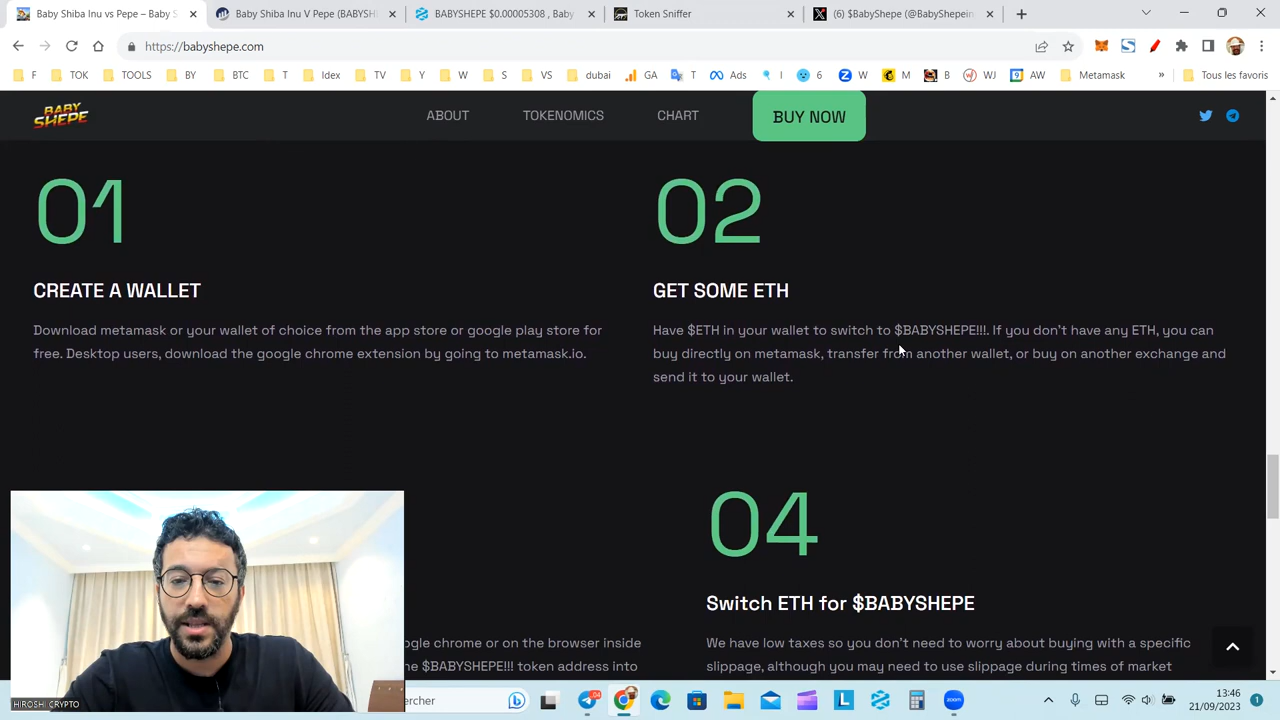 Baby Shiba Inu vs Pepe – Baby S
Baby Shiba Inu V Pepe (BABYSH
BABYSHEPE $0.00005308 , Baby
Token Sniffer
(6) $BabyShepe (@BabyShepein
https://babyshepe.com
F
TOK
TOOLS
BY
BTC
T
Idex
TV
Y
W
S
VS
dubai
GA
T
Ads
I
6
W
M
B
WJ
AW
Metamask
»
Tous les favoris
BABY
SHEPE
ABOUT
TOKENOMICS
CHART
BUY NOW
01
CREATE A WALLET
Download metamask or your wallet of choice from the app store or google play store for
free. Desktop users, download the google chrome extension by going to metamask.io.
02
GET SOME ETH
Have $ETH in your wallet to switch to $BABYSHEPE!!!. If you don't have any ETH, you can
buy directly on metamask, transfer from another wallet, or buy on another exchange and
send it to your wallet.
04
Switch ETH for $BABYSHEPE
We have low taxes so you don't need to worry about buying with a specific
slippage, although you may need to use slippage during times of market
ogle chrome or on the browser inside
ne $BABYSHEPE!!! token address into
HIROSHI CRYPTO
ercher
13:46
21/09/2023